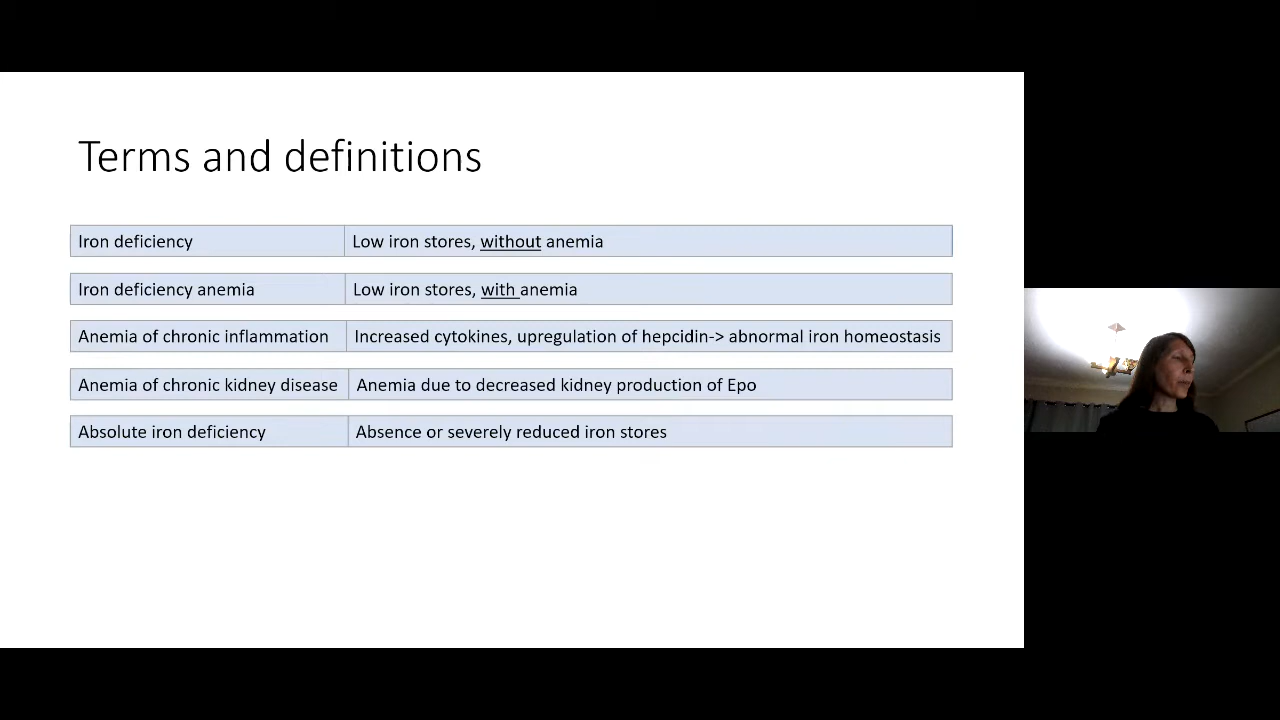 Terms and definitions
Iron deficiency Low iron stores, without anemia
Iron deficiency anemia Low iron stores, with anemia
Anemia of chronic inflammation Increased cytokines, upregulation of hepcidin-> abnormal iron homeostasis
Anemia of chronic kidney disease Anemia due to decreased kidney production of Epo
Absolute iron deficiency Absence or severely reduced iron stores